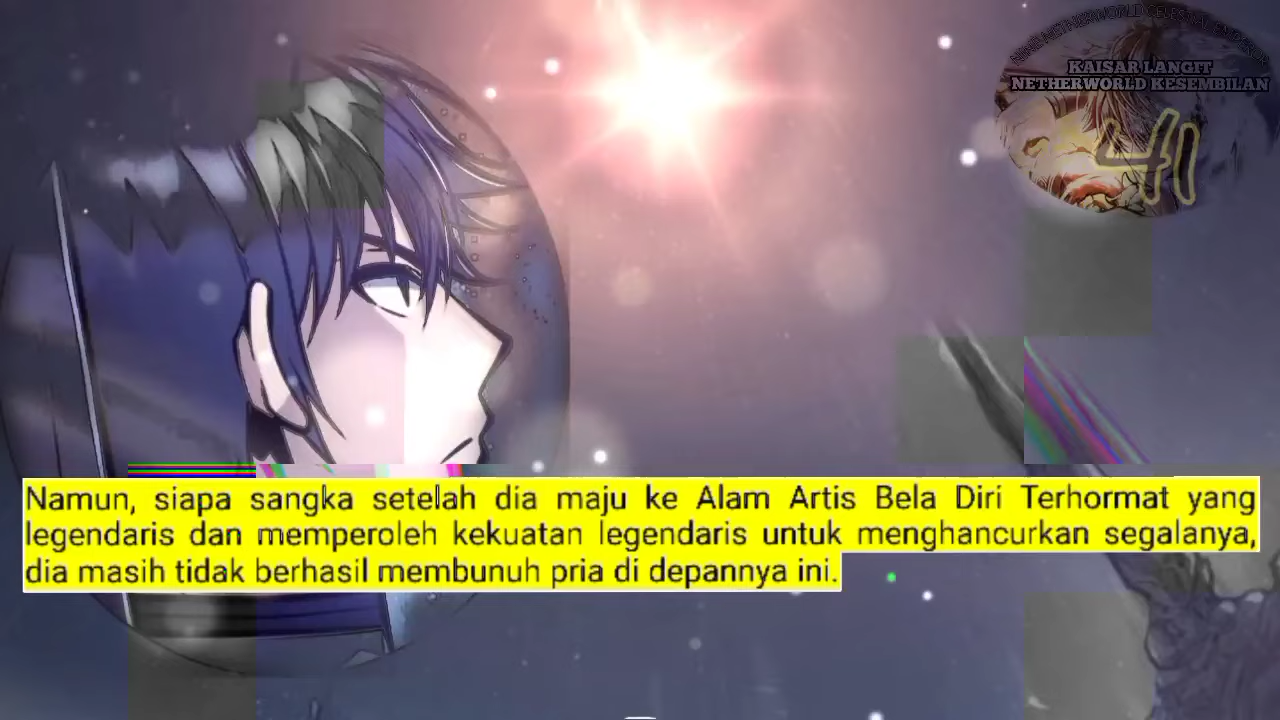 KAISAR LANGIT
NETHERWORLD KESEMBILAN
41
Namun, siapa sangka setelah dia maju ke Alam Artis Bela Diri Terhormat yang
legendaris dan memperoleh kekuatan legendaris untuk menghancurkan segalanya,
dia masih tidak berhasil membunuh pria di depannya ini.